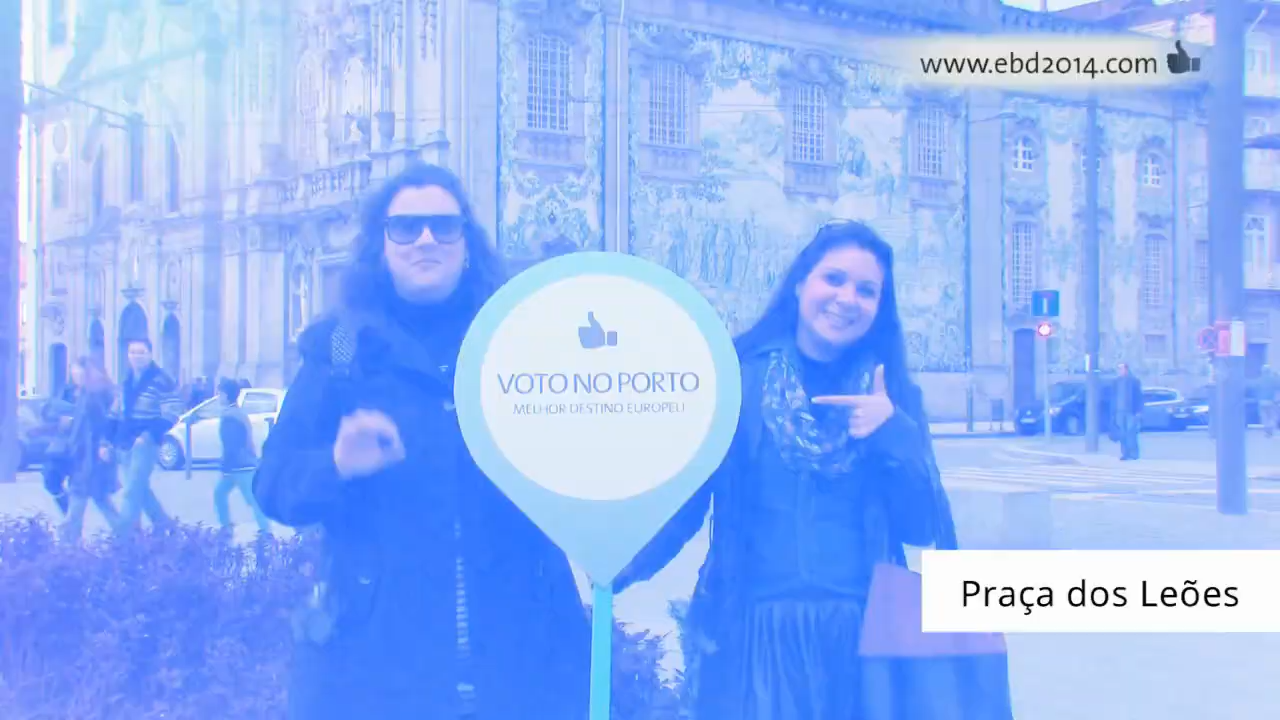 www.ebd2014.com
VOTO NO PORTO
MELHOR DESTINO EUROPEU
Praça dos Leões